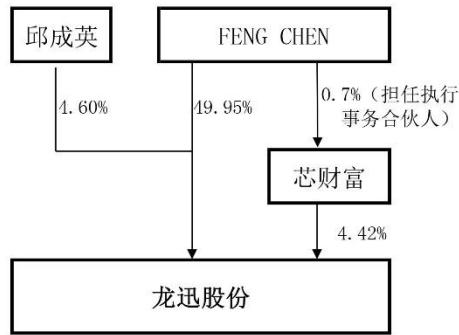 邱成英
FENG CHEN
4.60%
49.95%
0.7%（担任执行
事务合伙人）
芯财富
4.42%
龙迅股份